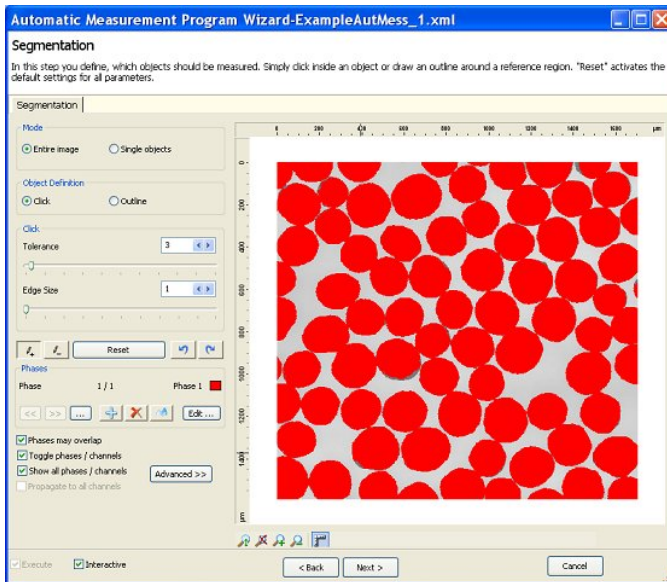 Automatic Measurement Program Wizard-ExampleAutMess_1.xml
Segmentation
In this step you define, which objects should be measured. Simply click inside an object or draw an outline around a reference region. "Reset" activates the
default settings for all parameters.
Segmentation
Mode
Entire image Single objects
Object Definition
Click Outline
Click
Tolerance 3
Edge Size 1
Reset
Phases
Phase 1 / 1 Phase 1
<< >> ... Edit ...
Phases may overlap
Toggle phases / channels
Show all phases / channels Advanced >>
Propagate to all channels
0 200 400 600 800 1000 1200 1400 1600 µm
0
200
400
600
800
1000
1200
1400
µm
Execute Interactive < Back Next > Cancel